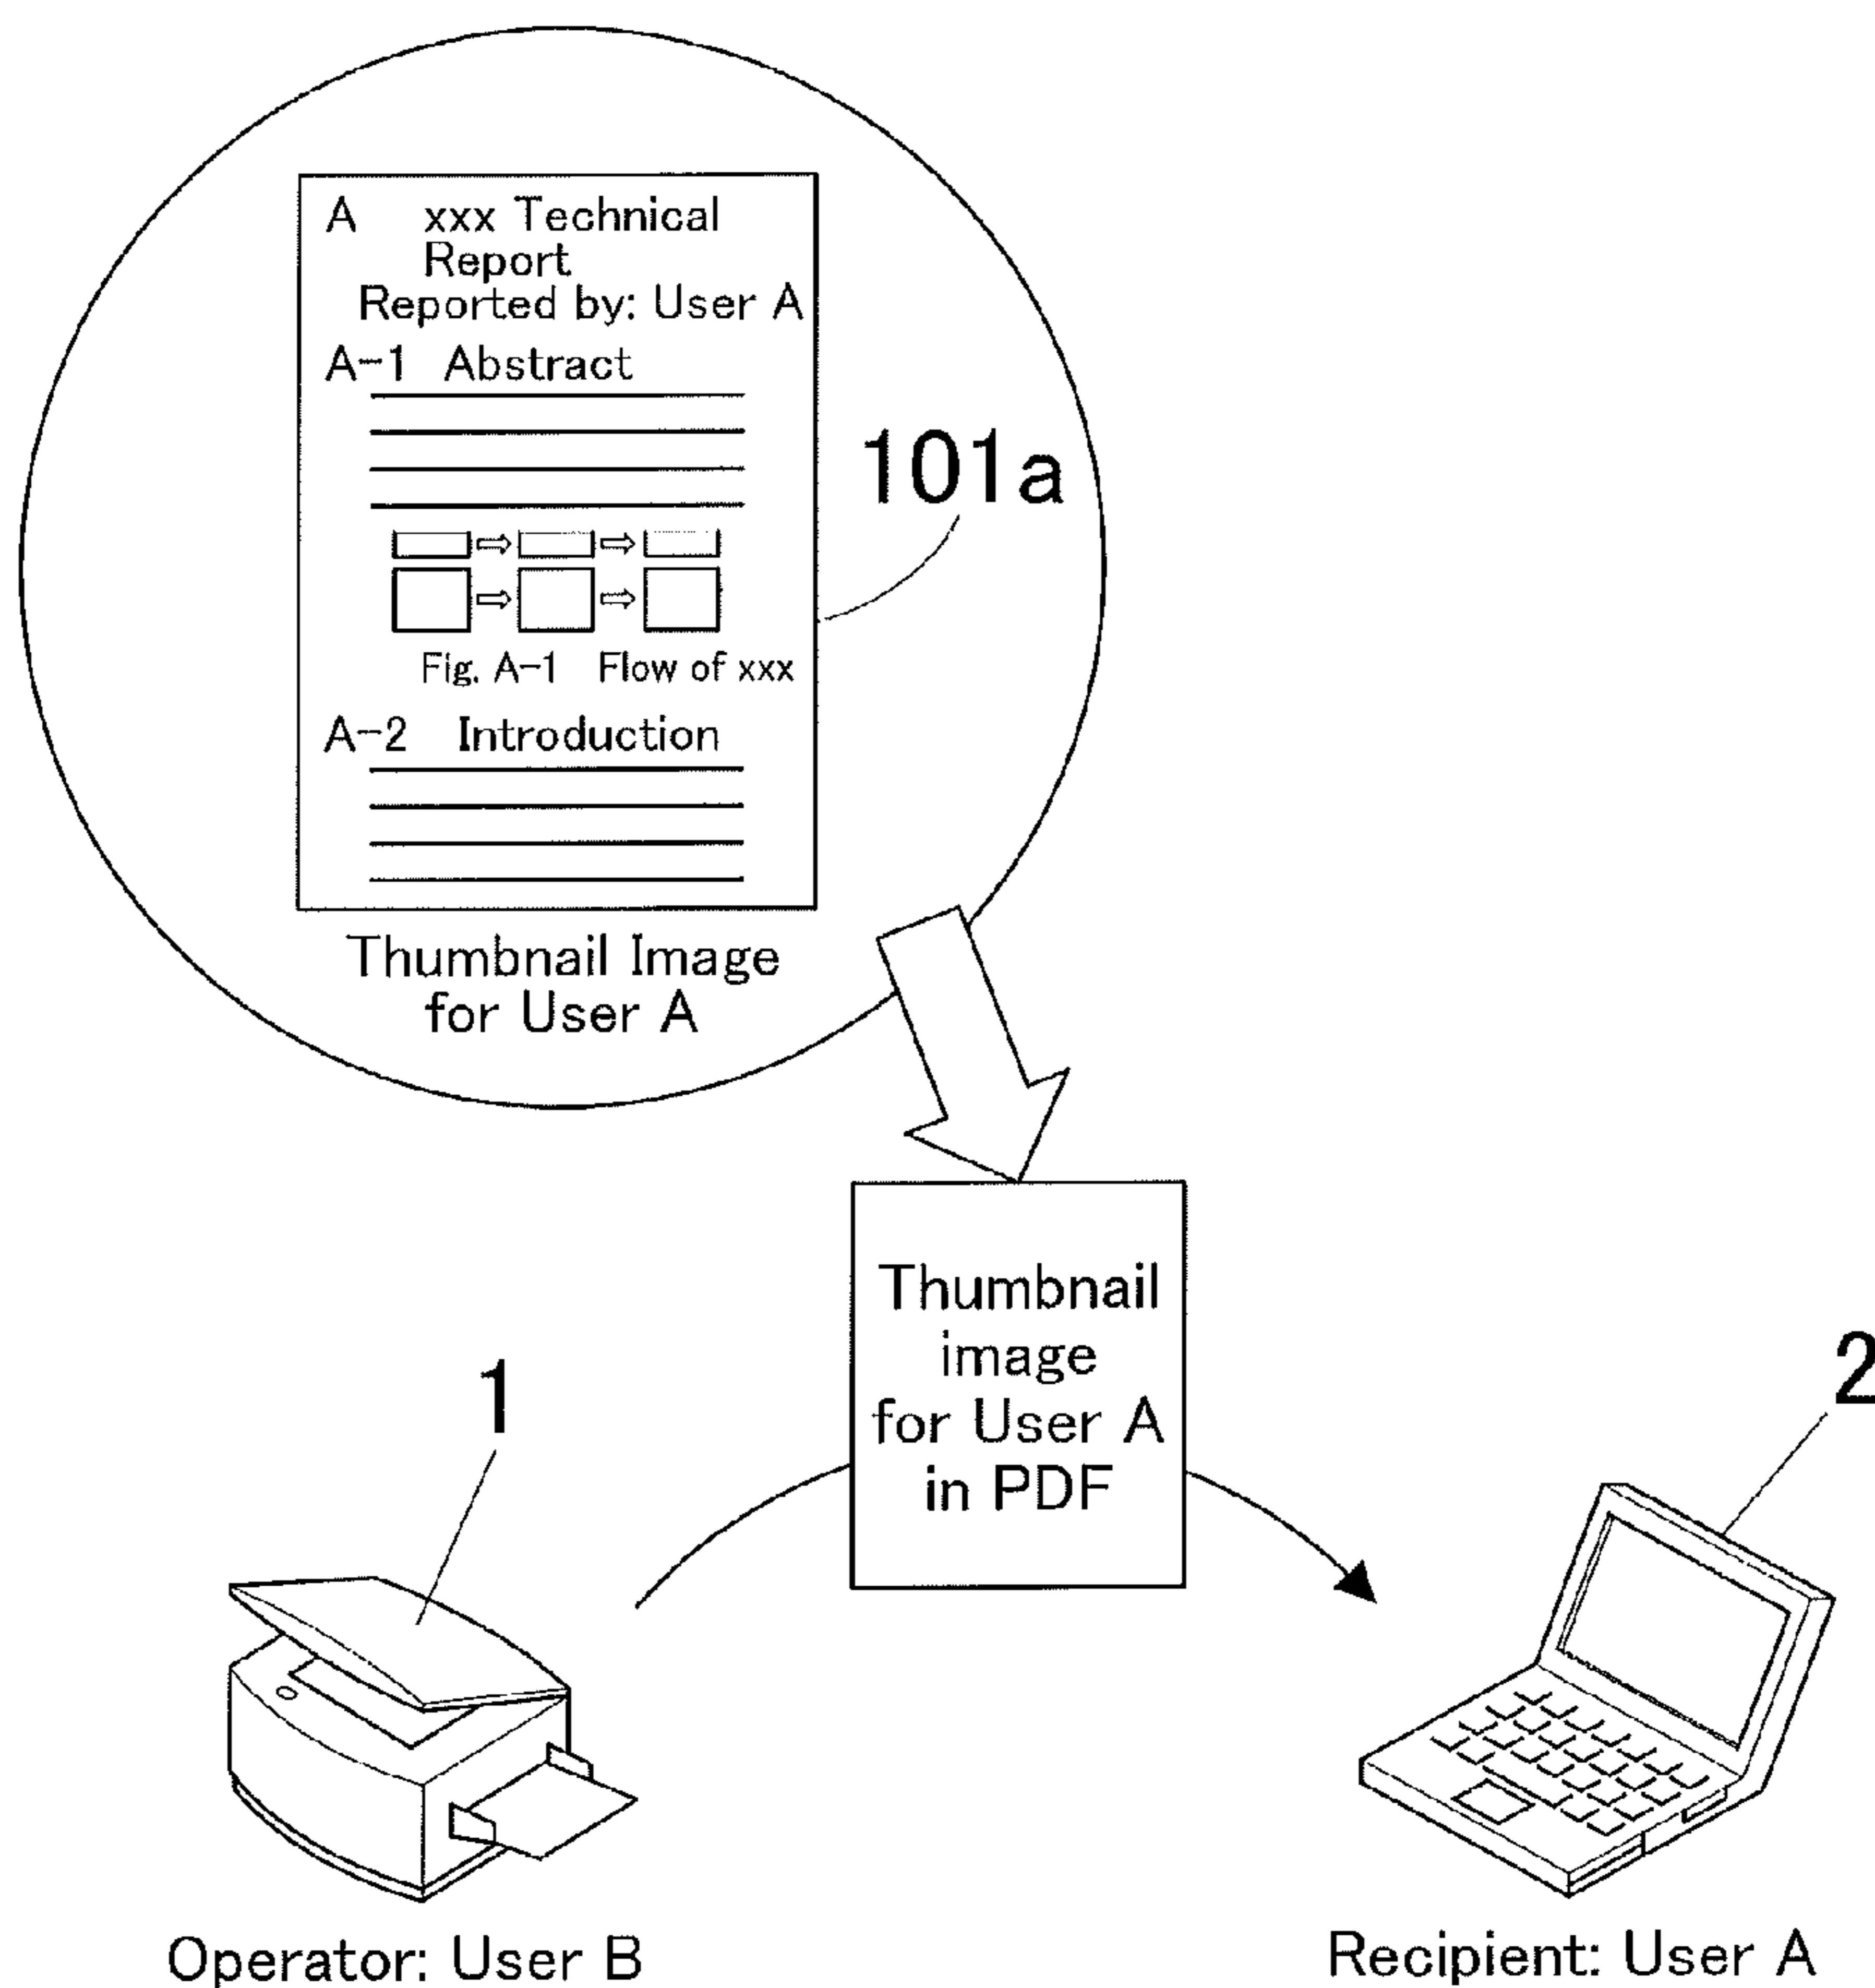 A xxx Technical
Report
Reported by: User A
A-1 Abstract
101a
Fig. A-1 Flow of xxx
A-2 Introduction
Thumbnail Image
for User A
Thumbnail
image
for User A
in PDF
1
2
Operator: User B
Recipient: User A